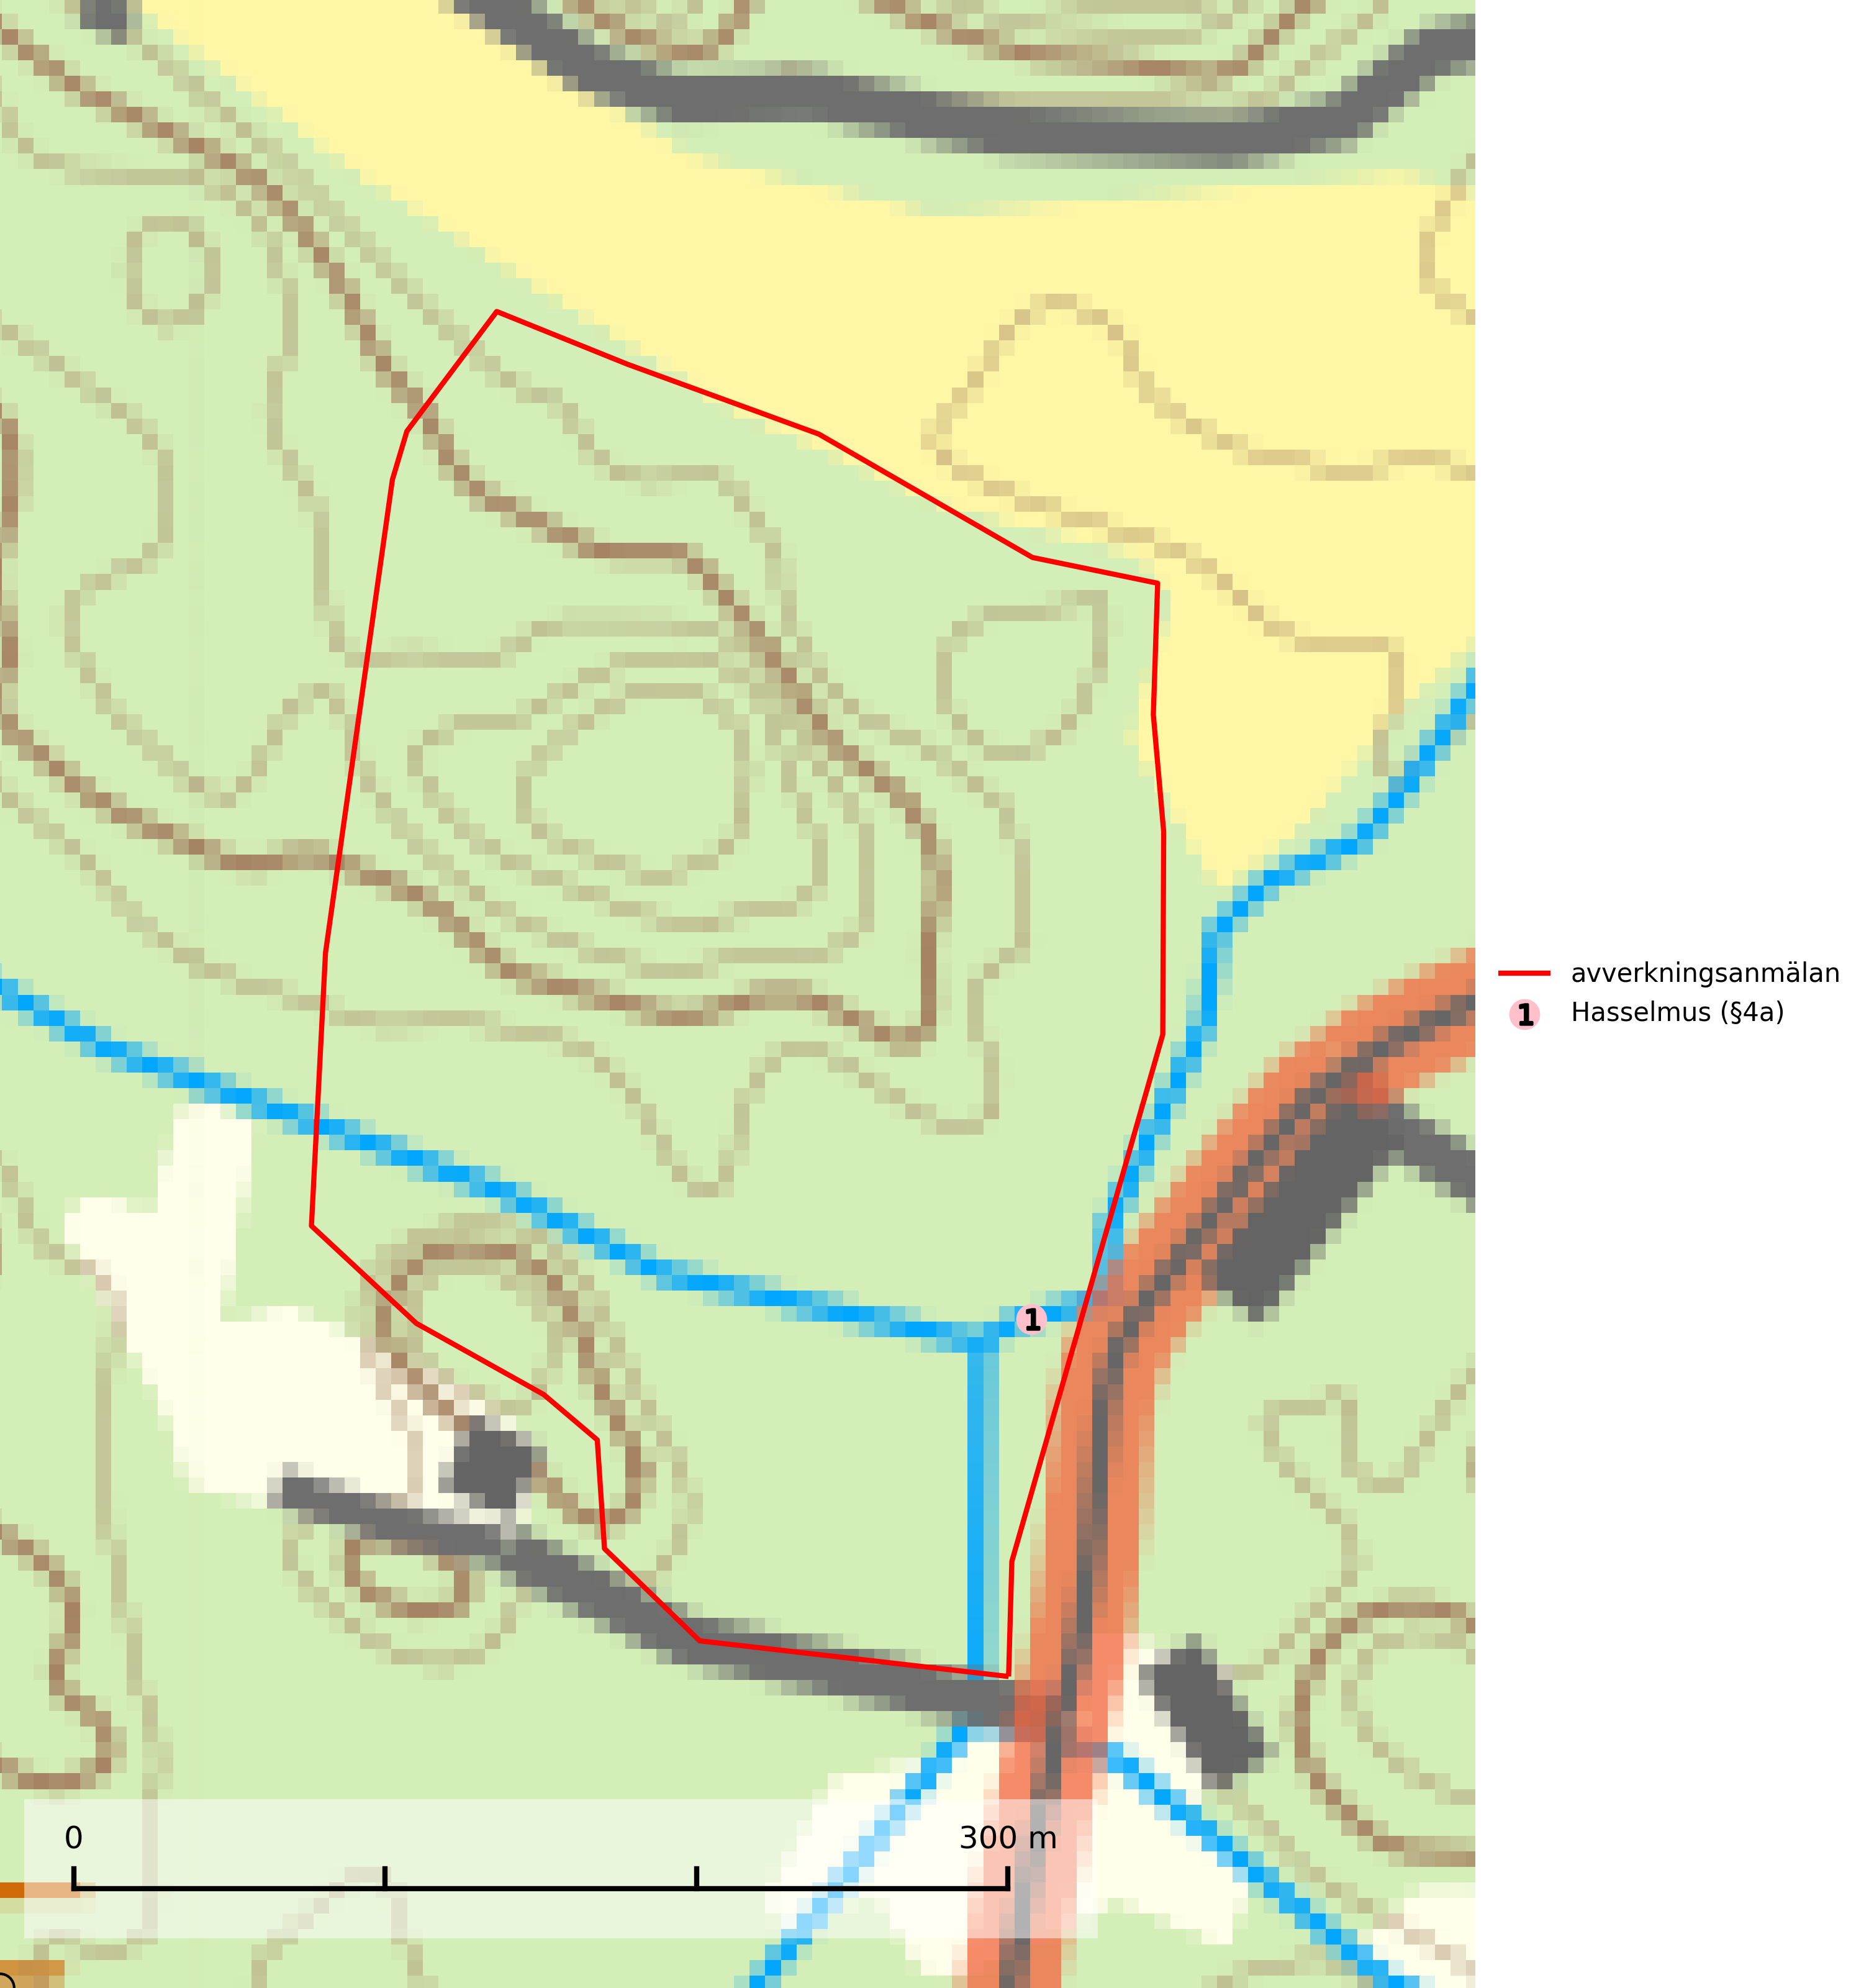 avverkningsanmälan
1 Hasselmus (§4a)
1
0 300 m